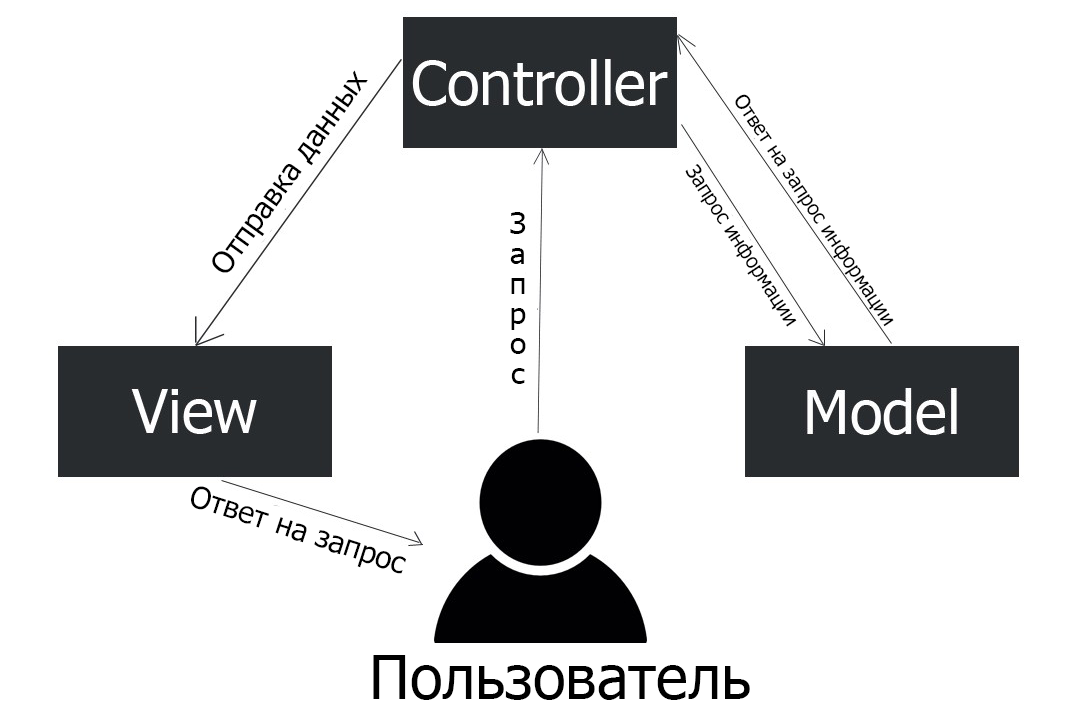 Controller
Отправка данных
Запрос
Запрос информации
Ответ на запрос информации
View
Model
Ответ на запрос
Пользователь